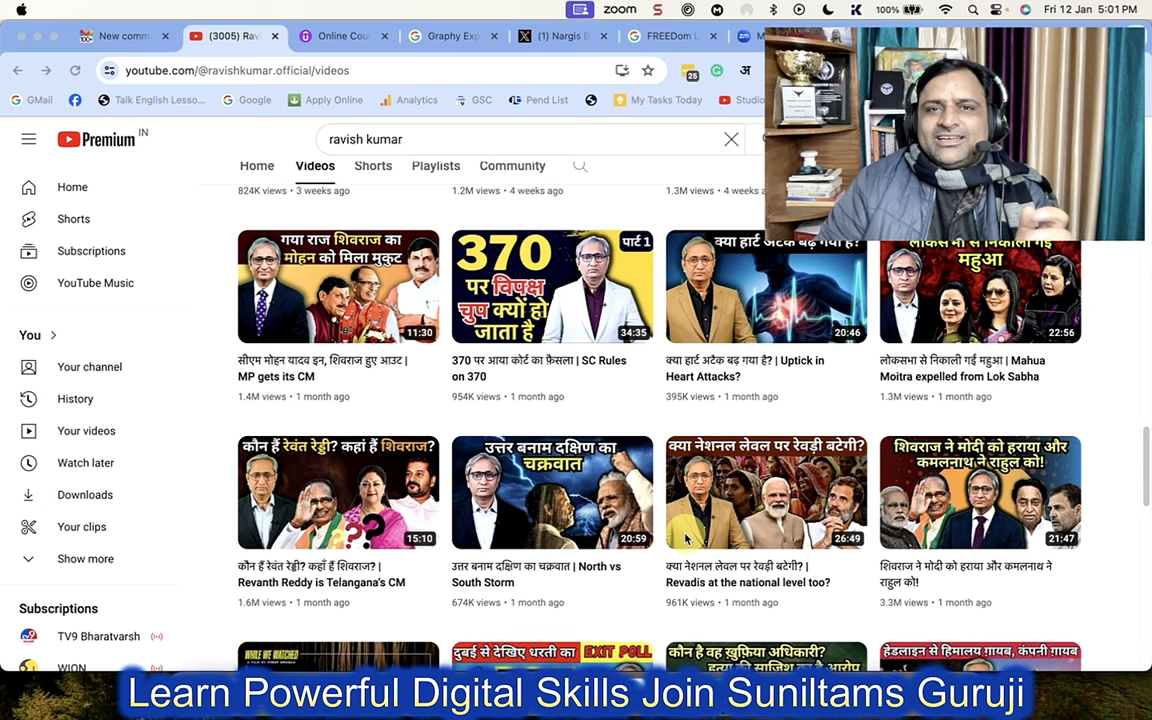 zoom
100%
Fri 12 Jan 5:01 PM
New comm
(3005) Ravi
Online Cou
Graphy Exp
(1) Nargis B
FREEDom L
youtube.com/@ravishkumar.official/videos
25
अ
GMail
Talk English Lesso...
Google
Apply Online
Analytics
GSC
Pend List
My Tasks Today
Studio
Premium IN
ravish kumar
Home
Videos
Shorts
Playlists
Community
Home
Shorts
Subscriptions
YouTube Music
You
Your channel
History
Your videos
Watch later
Downloads
Your clips
Show more
Subscriptions
TV9 Bharatvarsh
WION
824K views • 3 weeks ago
1.2M views • 4 weeks ago
1.3M views • 4 weeks
गया राज शिवराज का
मोहन को मिला मुकुट
11:30
370
पार्ट 1
पर विपक्ष
चुप क्यों हो
जाता है
34:35
क्या हार्ट अटैक बढ़ गया है?
20:46
लोकसभा से निकाली गईं
महुआ
22:56
सीएम मोहन यादव इन, शिवराज हुए आउट |
MP gets its CM
1.4M views • 1 month ago
370 पर आया कोर्ट का फ़ैसला | SC Rules
on 370
954K views • 1 month ago
क्या हार्ट अटैक बढ़ गया है? | Uptick in
Heart Attacks?
395K views • 1 month ago
लोकसभा से निकाली गईं महुआ | Mahua
Moitra expelled from Lok Sabha
1.3M views • 1 month ago
कौन हैं रेवंत रेड्डी? कहां हैं शिवराज?
15:10
उत्तर बनाम दक्षिण का
चक्रवात
20:59
क्या नेशनल लेवल पर रेवड़ी बटेगी?
26:49
शिवराज ने मोदी को हराया और
कमलनाथ ने राहुल को!
21:47
कौन हैं रेवंत रेड्डी? कहाँ हैं शिवराज? |
Revanth Reddy is Telangana's CM
1.6M views • 1 month ago
उत्तर बनाम दक्षिण का चक्रवात | North vs
South Storm
674K views • 1 month ago
क्या नेशनल लेवल पर रेवड़ी बटेगी? |
Revadis at the national level too?
961K views • 1 month ago
शिवराज ने मोदी को हराया और कमलनाथ ने
राहुल को!
3.3M views • 1 month ago
WHILE WE WATCHED
दुबई से देखिए धरती का
EXIT POLL
कौन है वह ख़ुफ़िया अधिकारी?
हत्या की साज़िश का है आरोप
हेडलाइन से हिमालय ग़ायब, कंपनी ग़ायब
Learn Powerful Digital Skills Join Suniltams Guruji